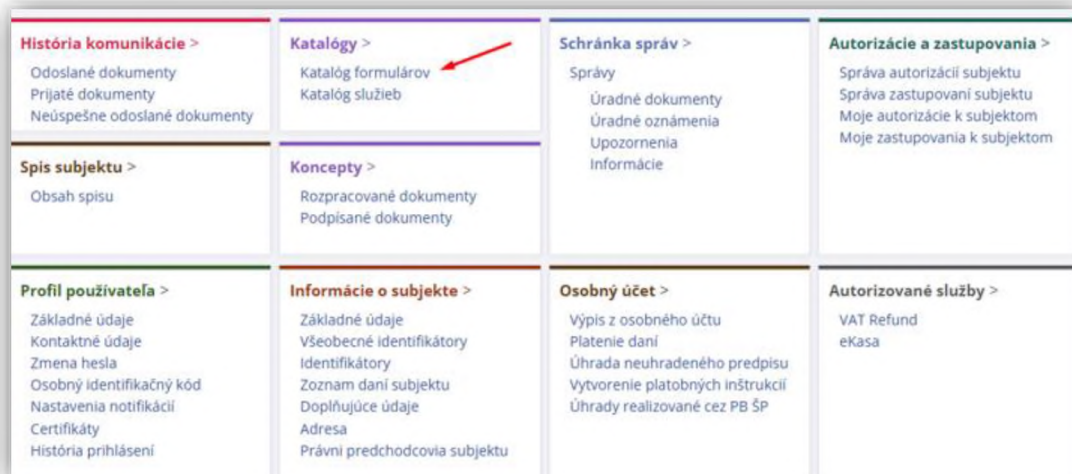 História komunikácie >
Odoslané dokumenty
Prijaté dokumenty
Neúspešne odoslané dokumenty
Katalógy >
Katalóg formulárov
Katalóg služieb
Schránka správ >
Správy
Úradné dokumenty
Úradné oznámenia
Upozornenia
Informácie
Autorizácie a zastupovania >
Správa autorizácií subjektu
Správa zastupovaní subjektu
Moje autorizácie k subjektom
Moje zastupovania k subjektom
Spis subjektu >
Obsah spisu
Koncepty >
Rozpracované dokumenty
Podpísané dokumenty
Profil používateľa >
Základné údaje
Kontaktné údaje
Zmena hesla
Osobný identifikačný kód
Nastavenia notifikácií
Certifikáty
História prihlásení
Informácie o subjekte >
Základné údaje
Všeobecné identifikátory
Identifikátory
Zoznam daní subjektu
Doplňujúce údaje
Adresa
Právni predchodcovia subjektu
Osobný účet >
Výpis z osobného účtu
Platenie daní
Úhrada neuhradeného predpisu
Vytvorenie platobných inštrukcií
Úhrady realizované cez PB ŠP
Autorizované služby >
VAT Refund
eKasa